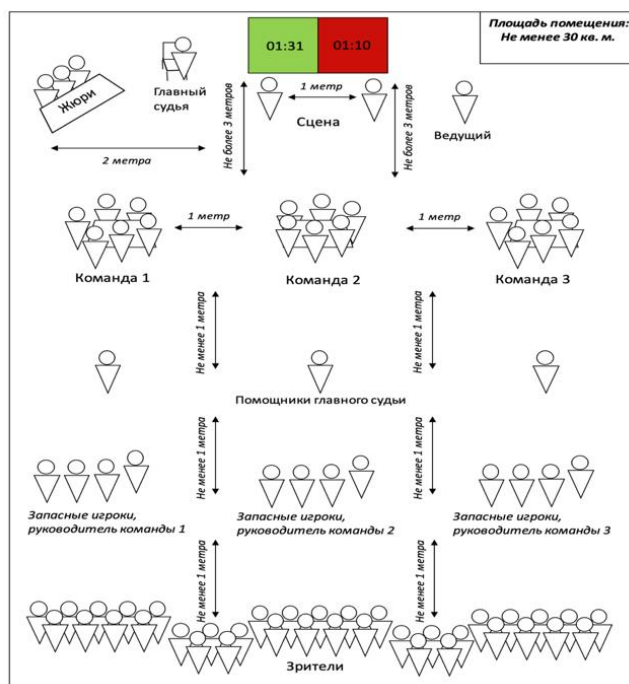 Площадь помещения:
Не менее 30 кв. м.
01:31 01:10
Жюри
Главный
судья
1 метр
Сцена
Ведущий
Не более 3 метров
Не более 3 метров
2 метра
1 метр
1 метр
Команда 1
Команда 2
Команда 3
Не менее 1 метра
Не менее 1 метра
Помощники главного судьи
Не менее 1 метра
Не менее 1 метра
Запасные игроки,
руководитель команды 1
Запасные игроки,
руководитель команды 2
Запасные игроки,
руководитель команды 3
Не менее 1 метра
Не менее 1 метра
Зрители